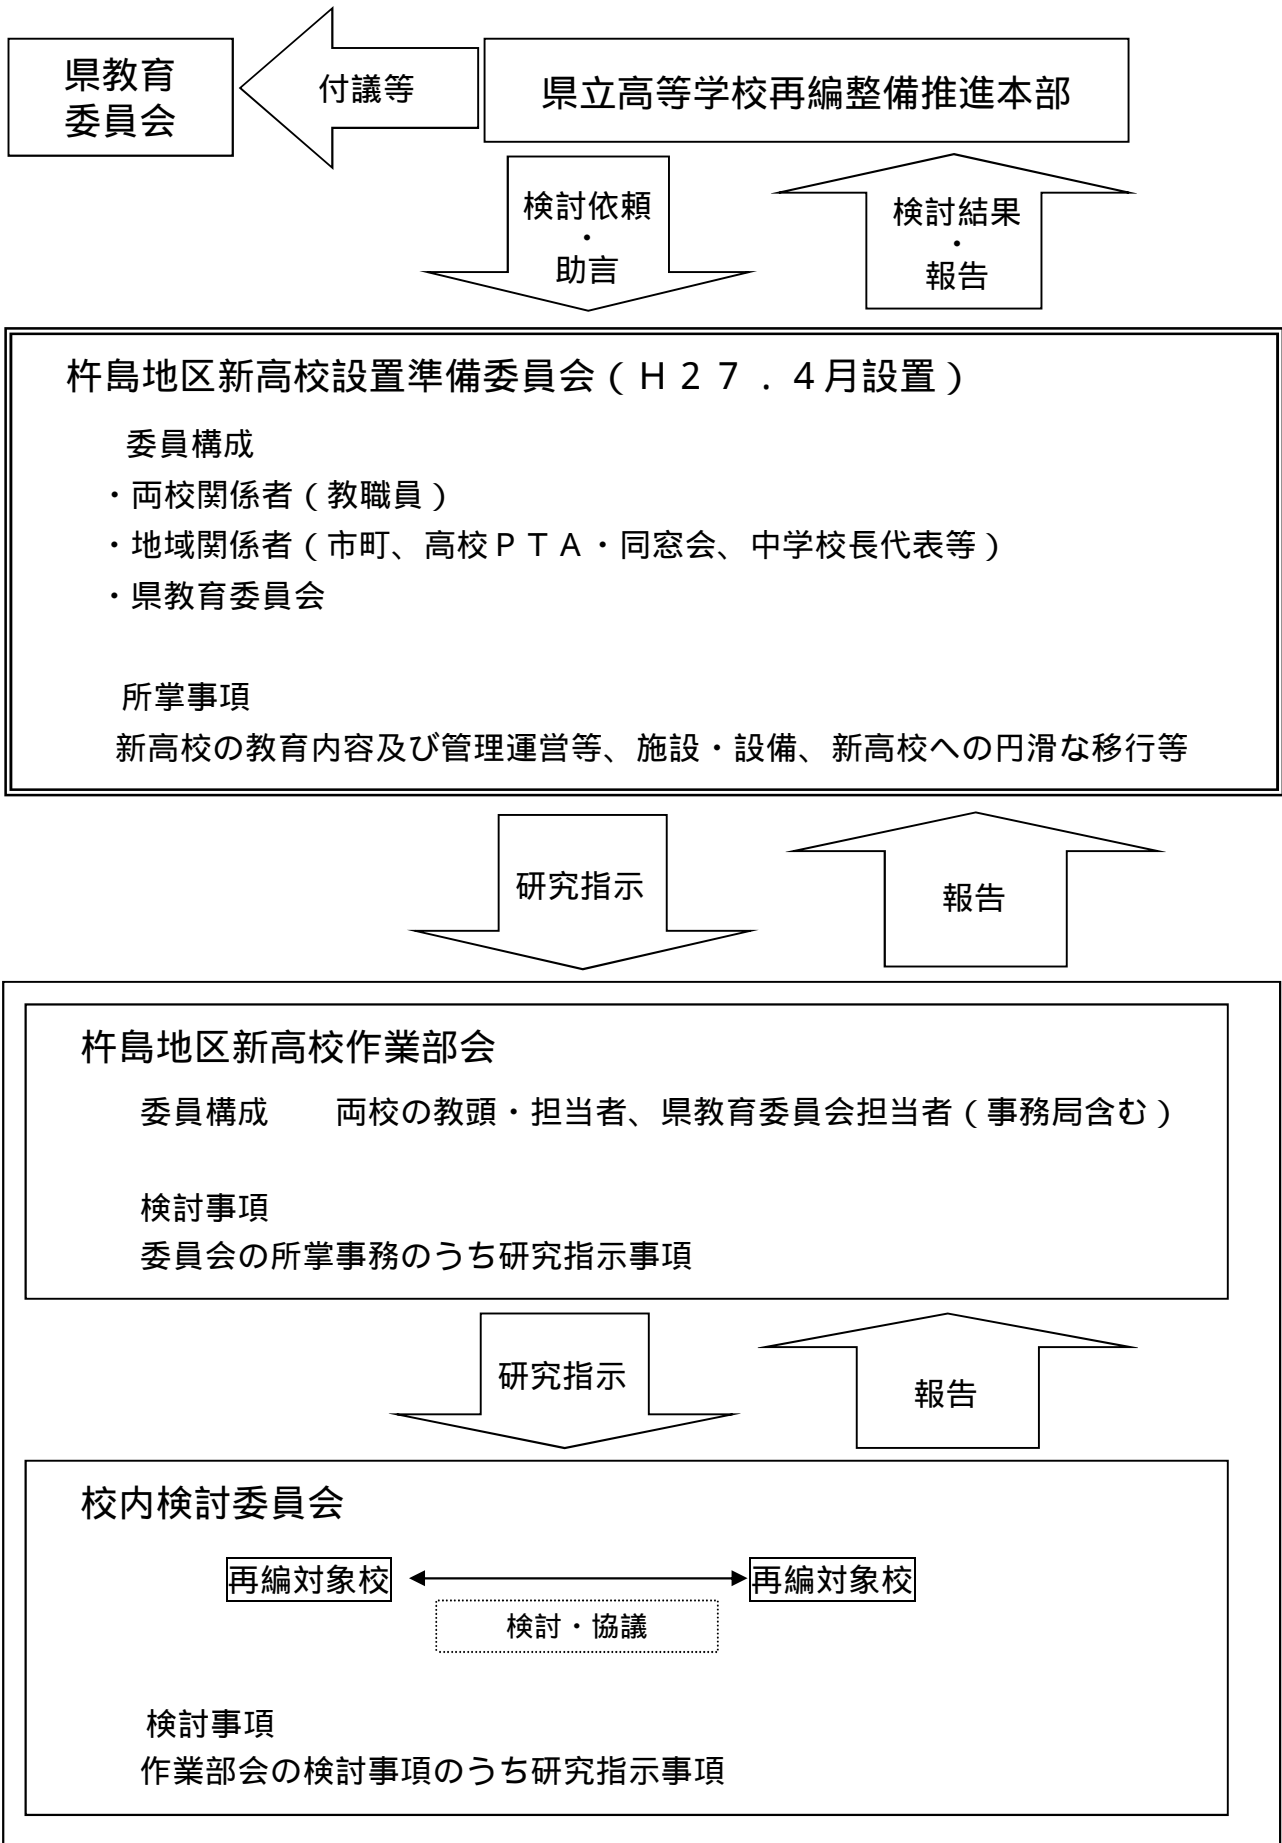 県教育
委員会
付議等
県立高等学校再編整備推進本部
検討依頼
・
助言
検討結果
・
報告
杵島地区新高校設置準備委員会（Ｈ２７．４月設置）
委員構成
・両校関係者（教職員）
・地域関係者（市町、高校ＰＴＡ・同窓会、中学校長代表等）
・県教育委員会
所掌事項
新高校の教育内容及び管理運営等、施設・設備、新高校への円滑な移行等
研究指示
報告
杵島地区新高校作業部会
委員構成　　両校の教頭・担当者、県教育委員会担当者（事務局含む）
検討事項
委員会の所掌事務のうち研究指示事項
研究指示
報告
校内検討委員会
再編対象校
再編対象校
検討・協議
検討事項
作業部会の検討事項のうち研究指示事項